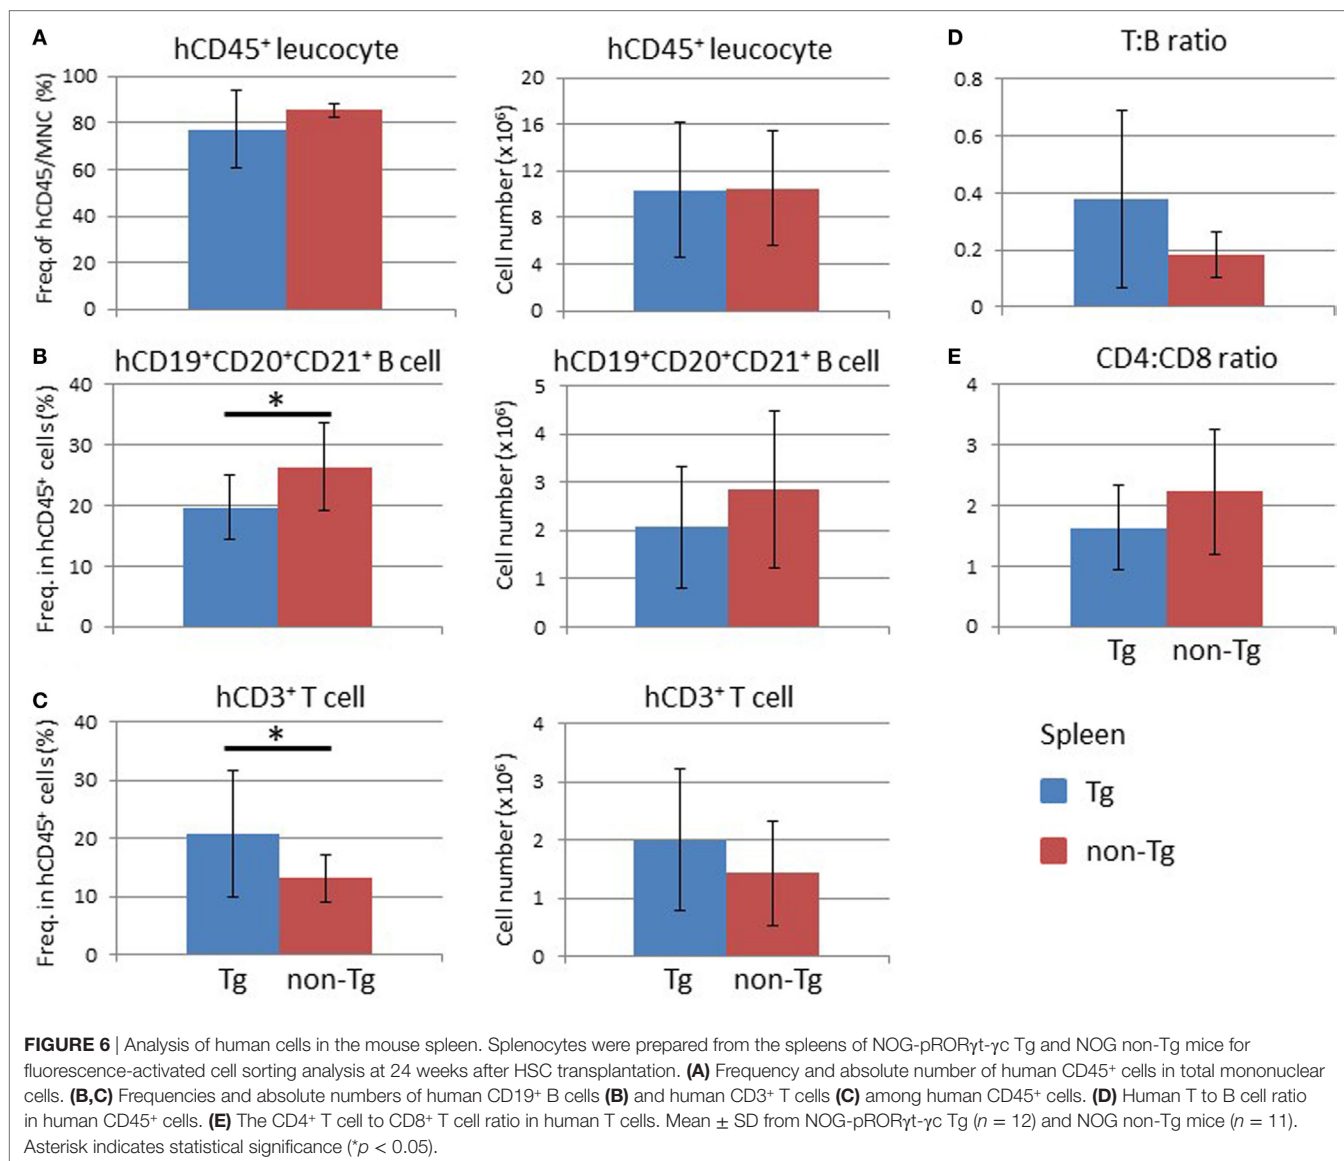 A
hCD45⁺ leucocyte
Freq. of hCD45/MNC (%)
100
80
60
40
20
0
hCD45⁺ leucocyte
Cell number (x10⁶)
20
16
12
8
4
0
D
T:B ratio
0.8
0.6
0.4
0.2
0
B
hCD19⁺CD20⁺CD21⁺ B cell
Freq. in hCD45⁺ cells (%)
40
30
20
10
0
*
hCD19⁺CD20⁺CD21⁺ B cell
Cell number (x10⁶)
5
4
3
2
1
0
E
CD4:CD8 ratio
4
3
2
1
0
Tg non-Tg
C
hCD3⁺ T cell
Freq. in hCD45⁺ cells (%)
40
30
20
10
0
*
Tg non-Tg
hCD3⁺ T cell
Cell number (x10⁶)
4
3
2
1
0
Tg non-Tg
Spleen
Tg
non-Tg
FIGURE 6 | Analysis of human cells in the mouse spleen. Splenocytes were prepared from the spleens of NOG-pRORγt-γc Tg and NOG non-Tg mice for
fluorescence-activated cell sorting analysis at 24 weeks after HSC transplantation. (A) Frequency and absolute number of human CD45⁺ cells in total mononuclear
cells. (B,C) Frequencies and absolute numbers of human CD19⁺ B cells (B) and human CD3⁺ T cells (C) among human CD45⁺ cells. (D) Human T to B cell ratio
in human CD45⁺ cells. (E) The CD4⁺ T cell to CD8⁺ T cell ratio in human T cells. Mean ± SD from NOG-pRORγt-γc Tg (n = 12) and NOG non-Tg mice (n = 11).
Asterisk indicates statistical significance (*p < 0.05).